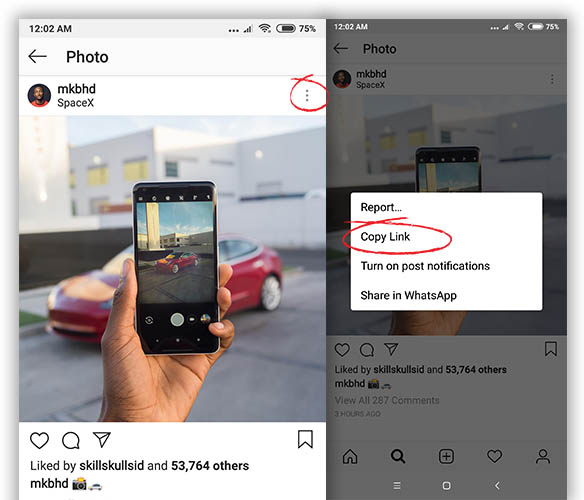 12:02 AM
75%
Photo
mkbhd
SpaceX
Liked by skillskullsid and 53,764 others
mkbhd 📸🚗
12:02 AM
75%
Photo
mkbhd
SpaceX
Report...
Copy Link
Turn on post notifications
Share in WhatsApp
Liked by skillskullsid and 53,764 others
mkbhd 📸🚗
View All 287 Comments
3 HOURS AGO